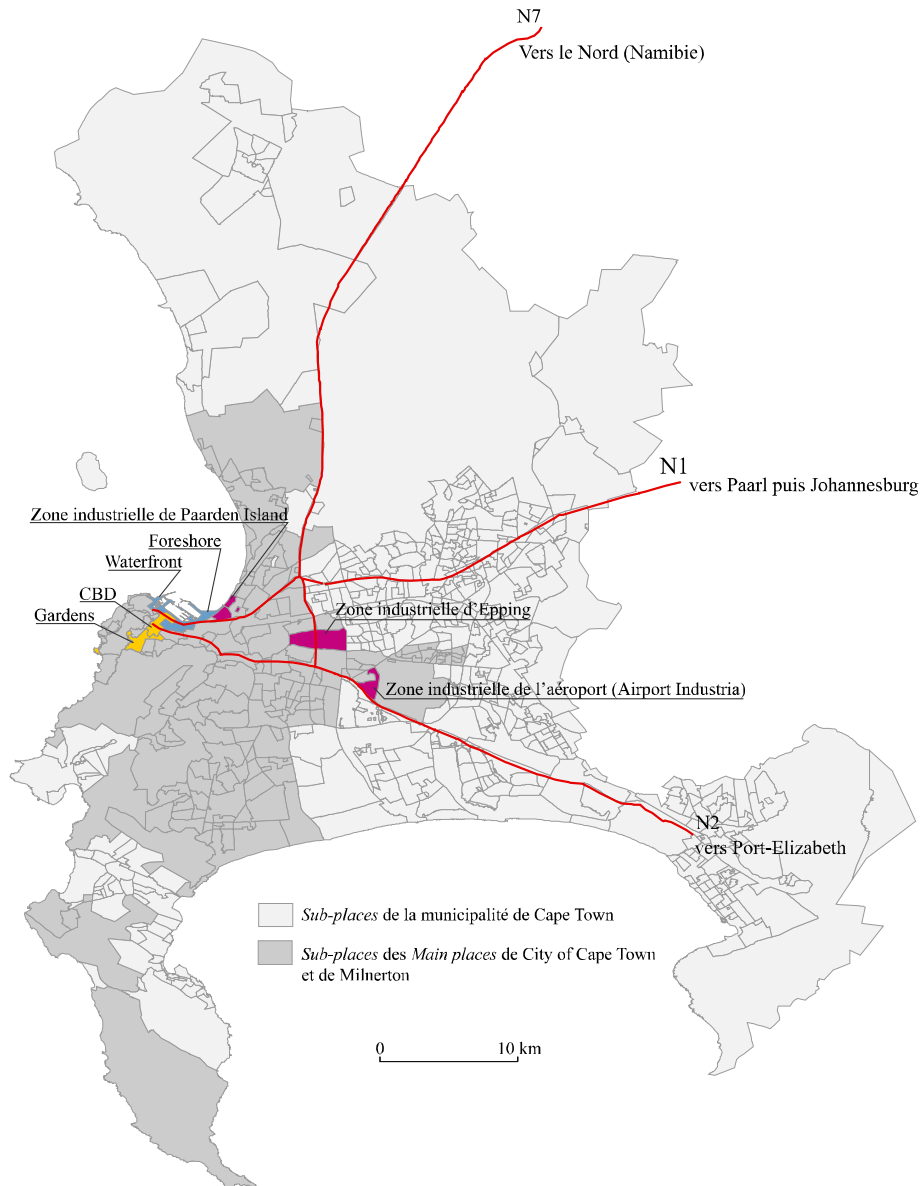 N7
Vers le Nord (Namibie)
N1
vers Paarl puis Johannesburg
Zone industrielle de Paarden Island
Foreshore
Waterfront
CBD
Gardens
Zone industrielle d'Epping
Zone industrielle de l'aéroport (Airport Industria)
N2
vers Port-Elizabeth
Sub-places de la municipalité de Cape Town
Sub-places des Main places de City of Cape Town
et de Milnerton
0 10 km